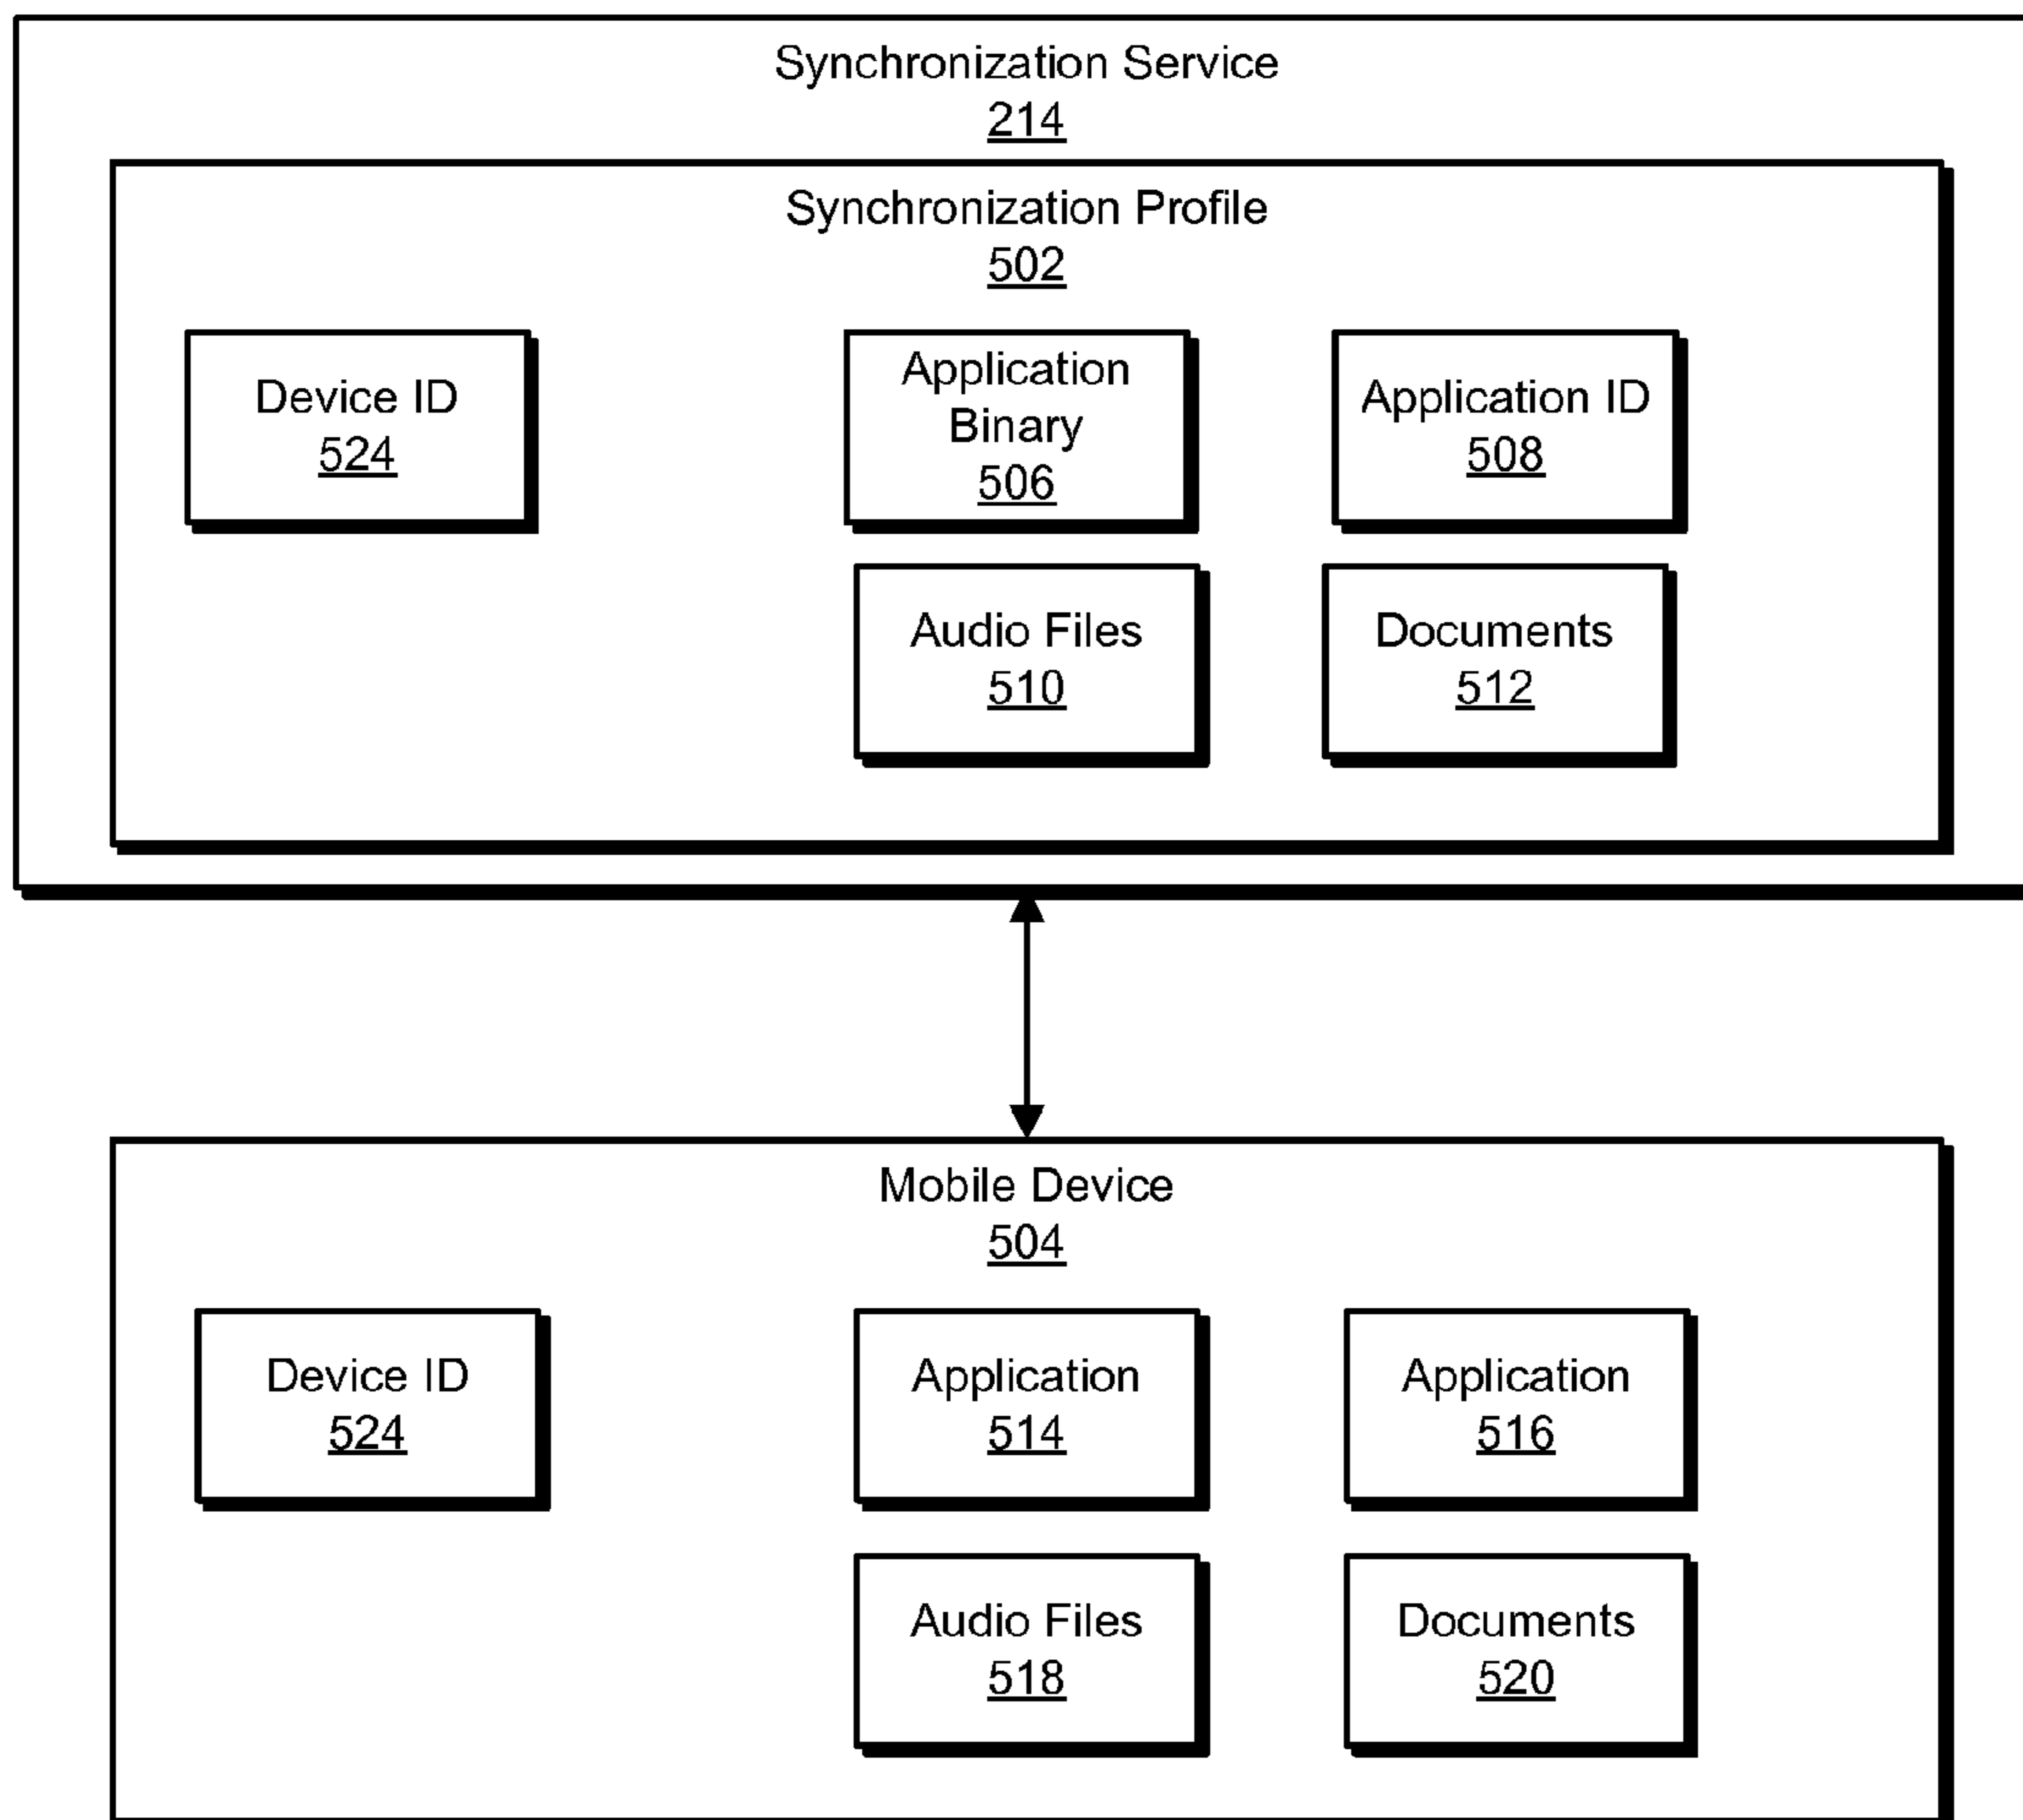 Synchronization Service
214
Synchronization Profile
502
Device ID
524
Application
Binary
506
Application ID
508
Audio Files
510
Documents
512
Mobile Device
504
Device ID
524
Application
514
Application
516
Audio Files
518
Documents
520